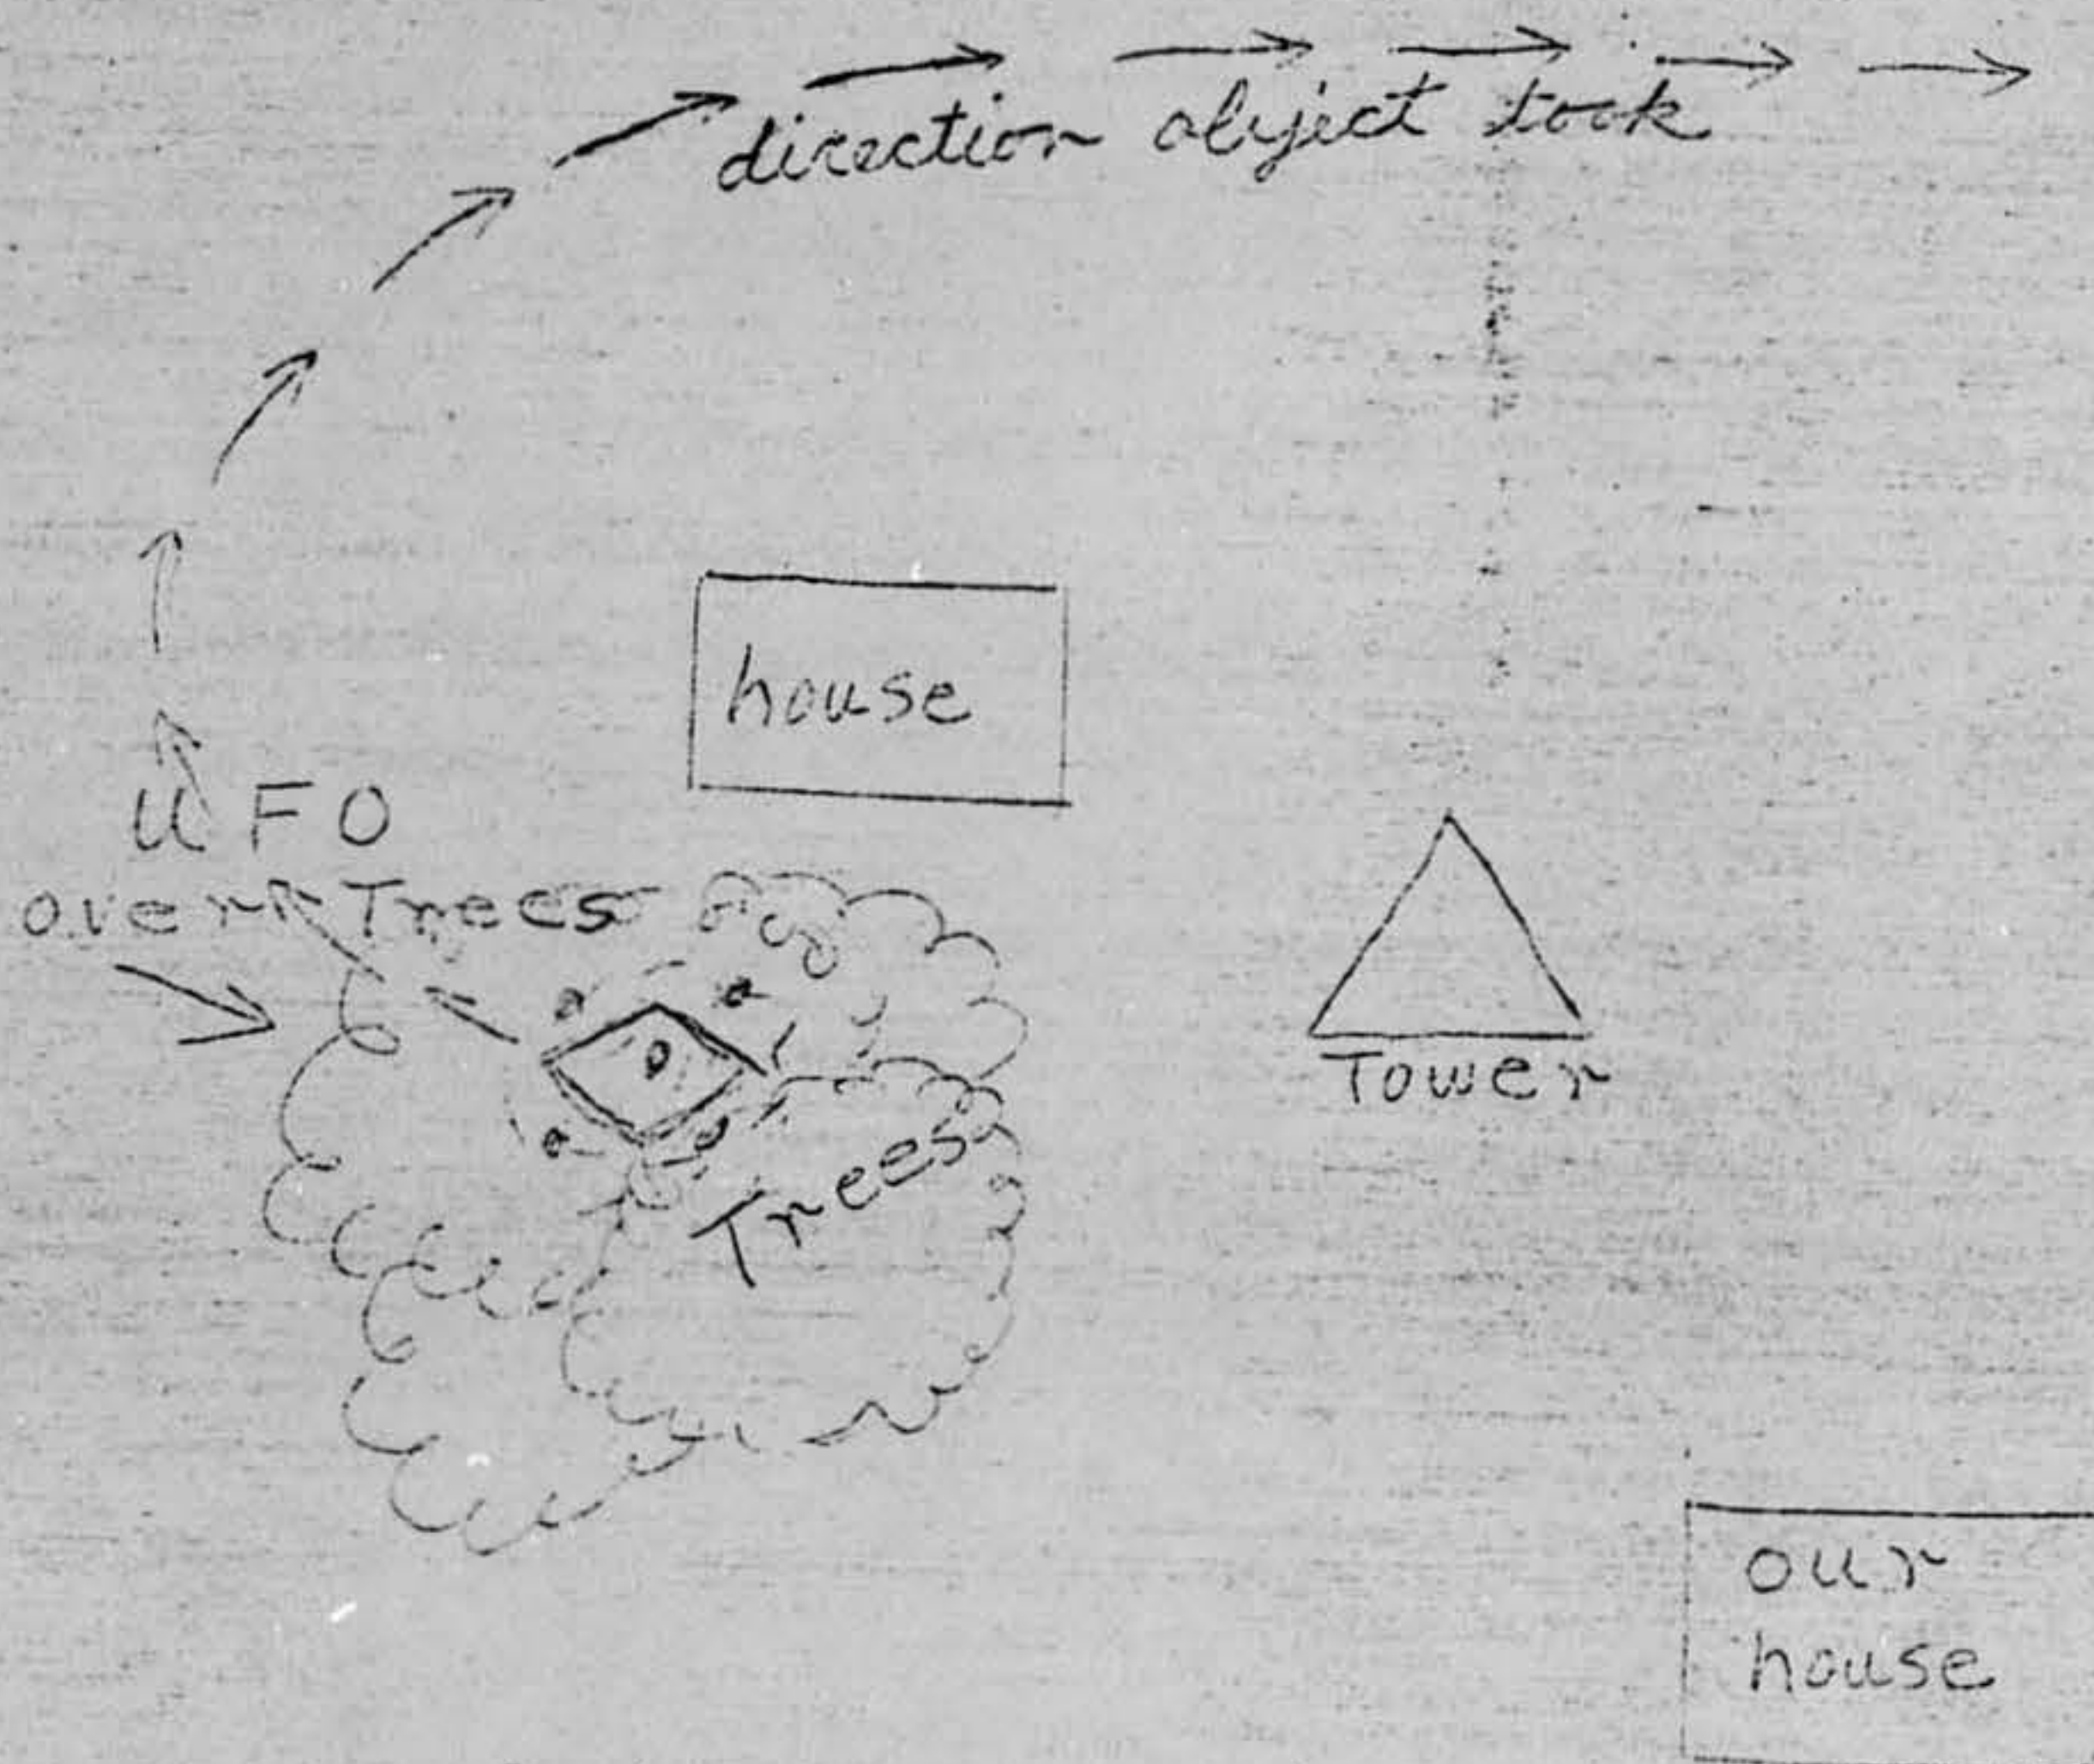 direction object took
house
UFO
over Trees
Tower
Trees
our
house